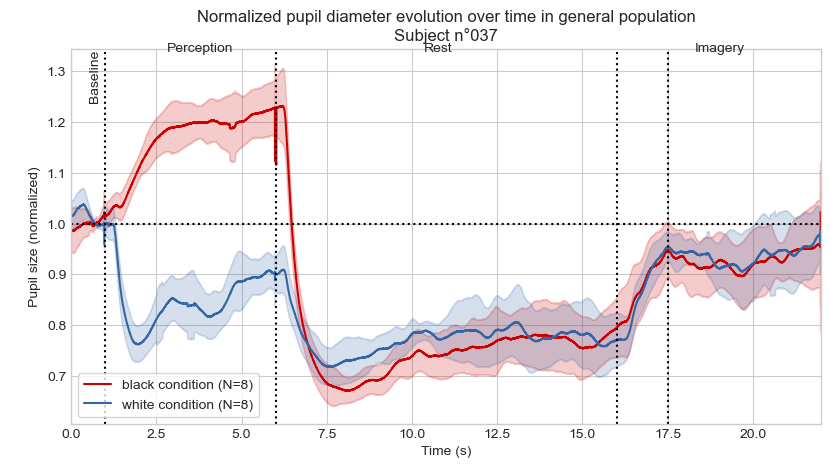 Normalized pupil diameter evolution over time in general population
Subject n°037
Baseline
Perception
Rest
Imagery
Pupil size (normalized)
1.3
1.2
1.1
1.0
0.9
0.8
0.7
black condition (N=8)
white condition (N=8)
0.0 2.5 5.0 7.5 10.0 12.5 15.0 17.5 20.0
Time (s)